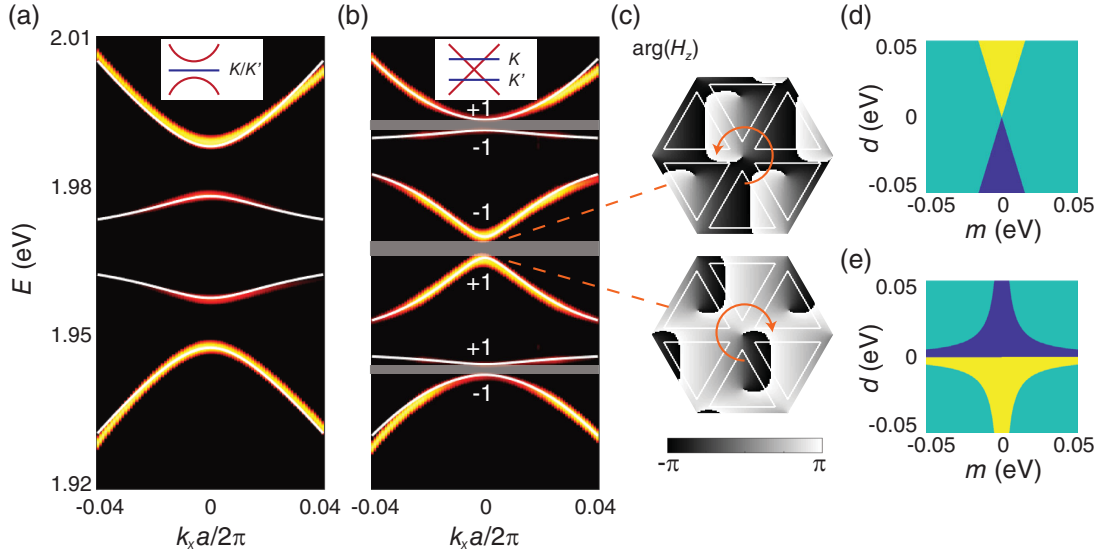 (a)
2.01
1.98
1.95
1.92
E (eV)
K/K'
-0.04
0
0.04
kₓa/2π
(b)
K
K'
+1
-1
-1
+1
+1
-1
-0.04
0
0.04
kₓa/2π
(c)
arg(H_z)
-π
π
(d)
0.05
0
-0.05
d (eV)
-0.05
0
0.05
m (eV)
(e)
0.05
0
-0.05
d (eV)
-0.05
0
0.05
m (eV)